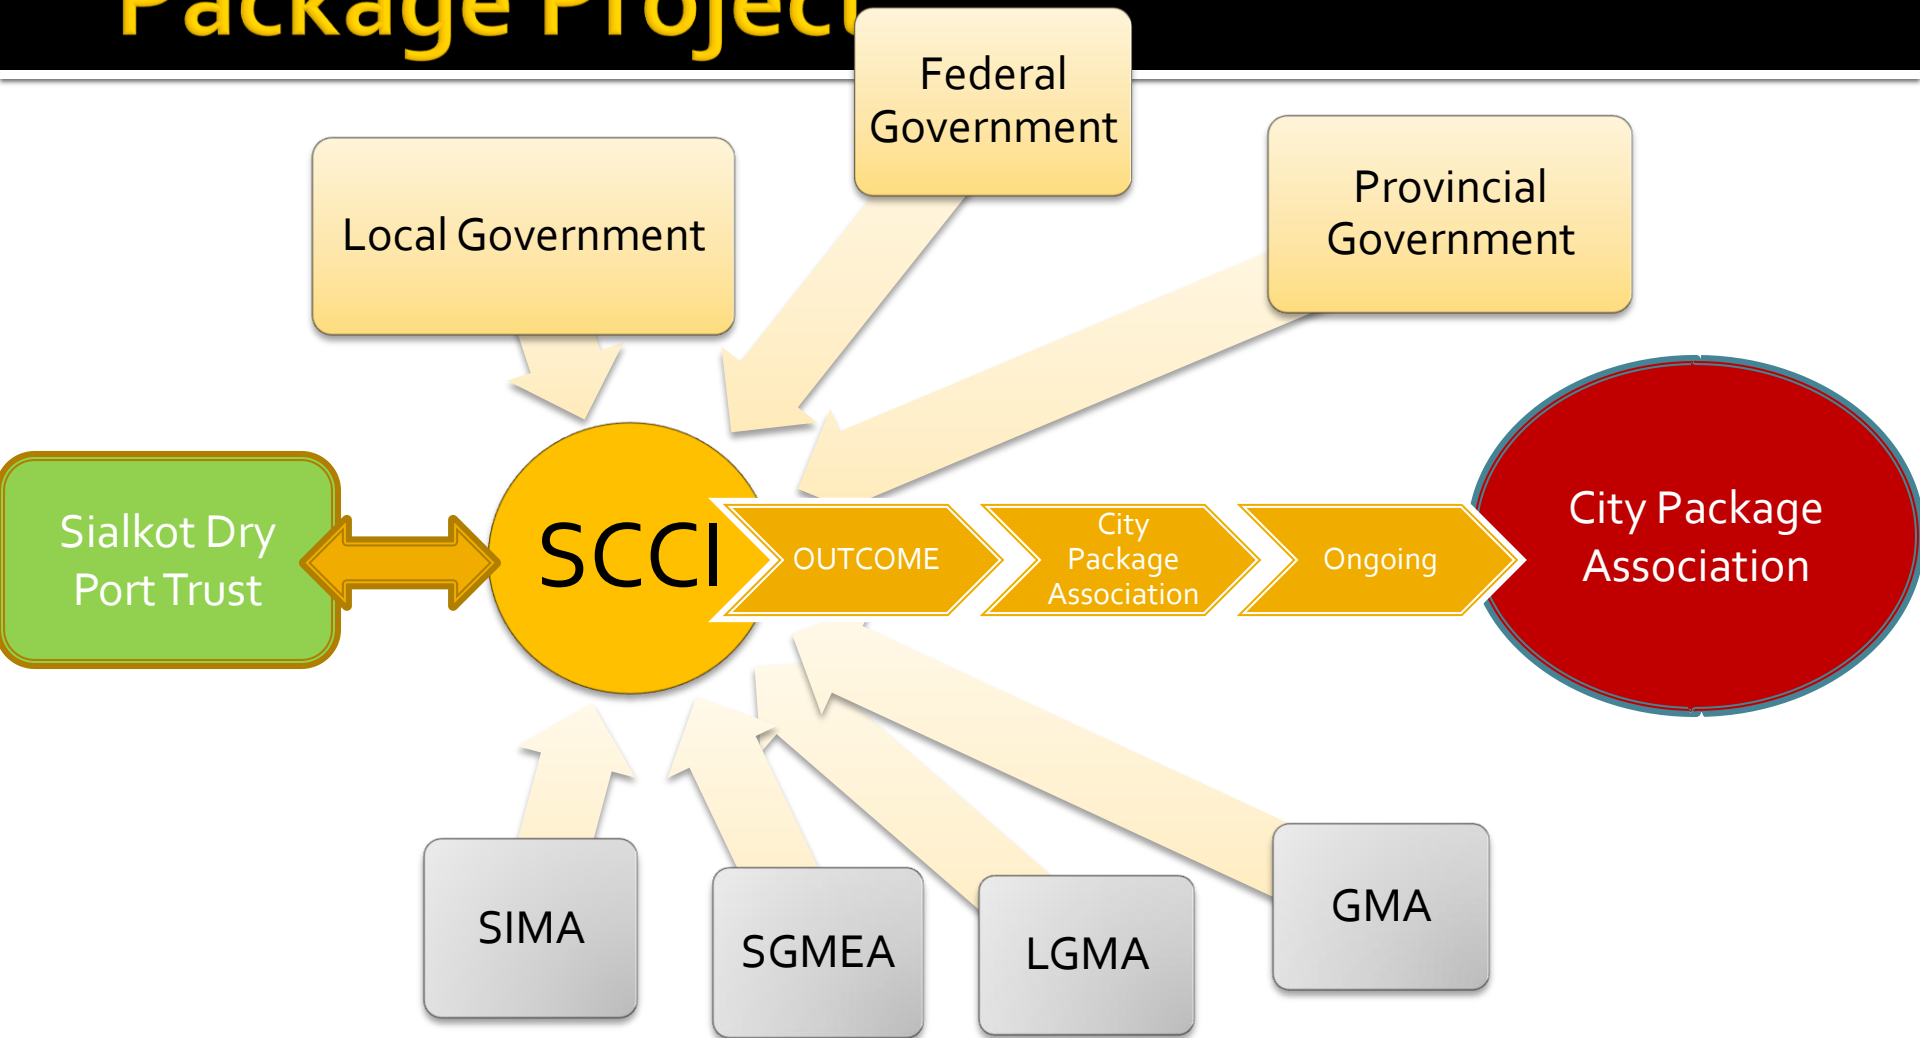 Package Project
Federal
Government
Local Government
Provincial
Government
Sialkot Dry
Port Trust
SCCI
OUTCOME
City
Package
Association
Ongoing
City Package
Association
SIMA
SGMEA
LGMA
GMA